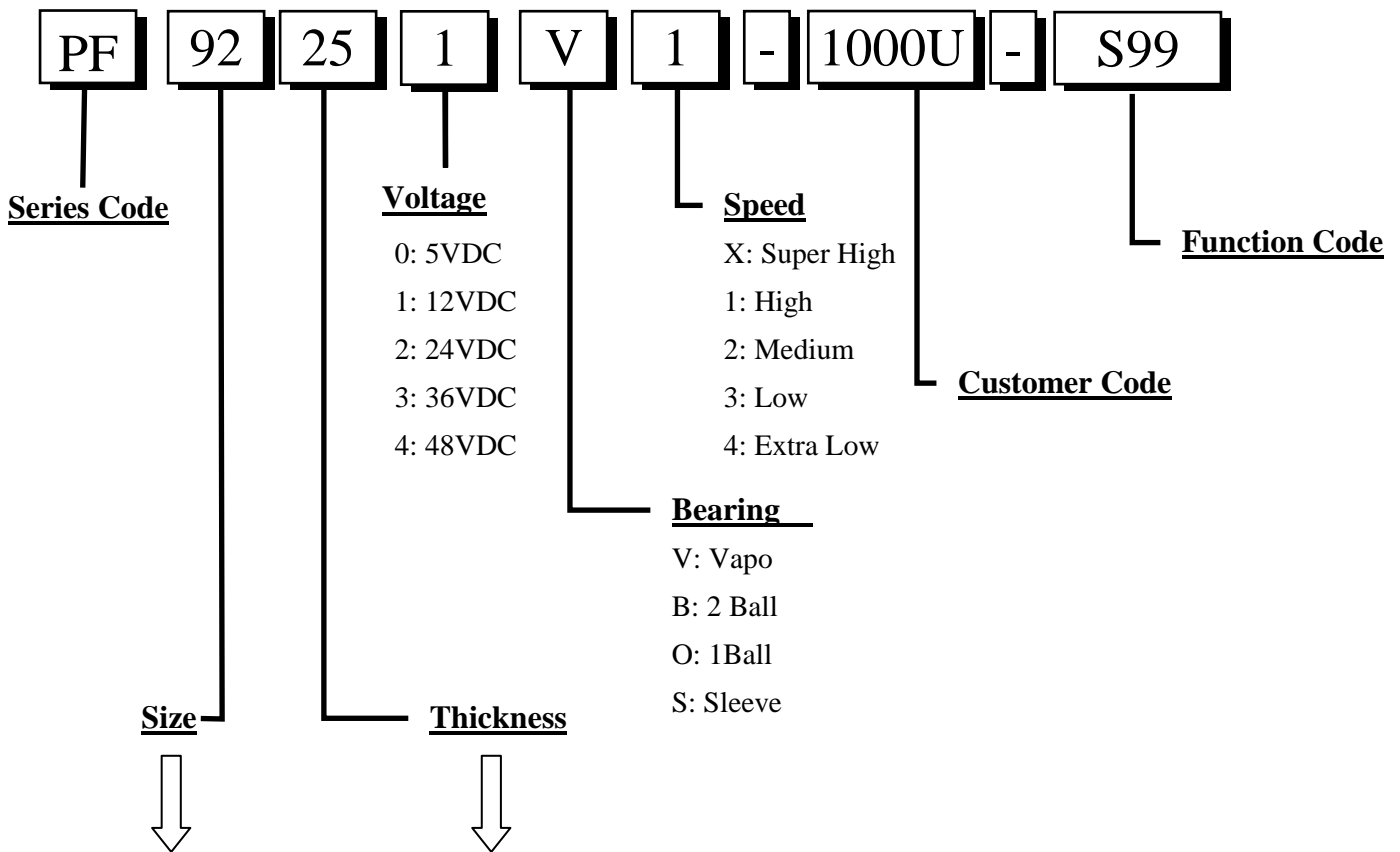 PF 92 25 1 V 1 - 1000U - S99
Series Code
Voltage
0: 5VDC
1: 12VDC
2: 24VDC
3: 36VDC
4: 48VDC
Speed
X: Super High
1: High
2: Medium
3: Low
4: Extra Low
Function Code
Customer Code
Bearing
V: Vapo
B: 2 Ball
O: 1Ball
S: Sleeve
Size
Thickness